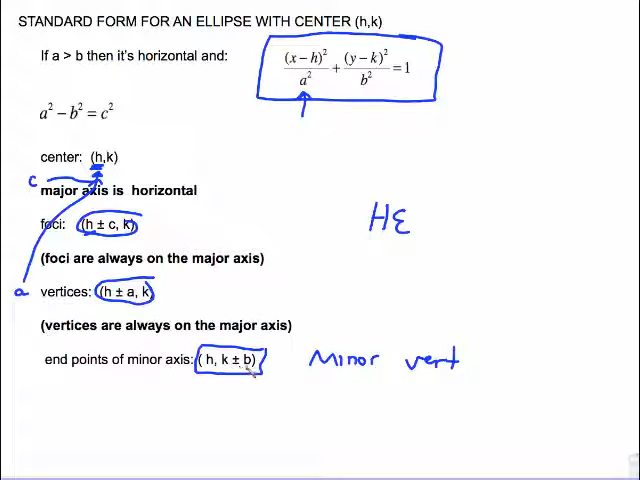 STANDARD FORM FOR AN ELLIPSE WITH CENTER (h,k)
If a > b then it's horizontal and:
(x – h)²/a² + (y – k)²/b² = 1
a² – b² = c²
center: (h,k)
c
major axis is horizontal
foci: (h ± c, k)
HE
(foci are always on the major axis)
a vertices: (h ± a, k)
(vertices are always on the major axis)
end points of minor axis: ( h, k ± b) Minor vert